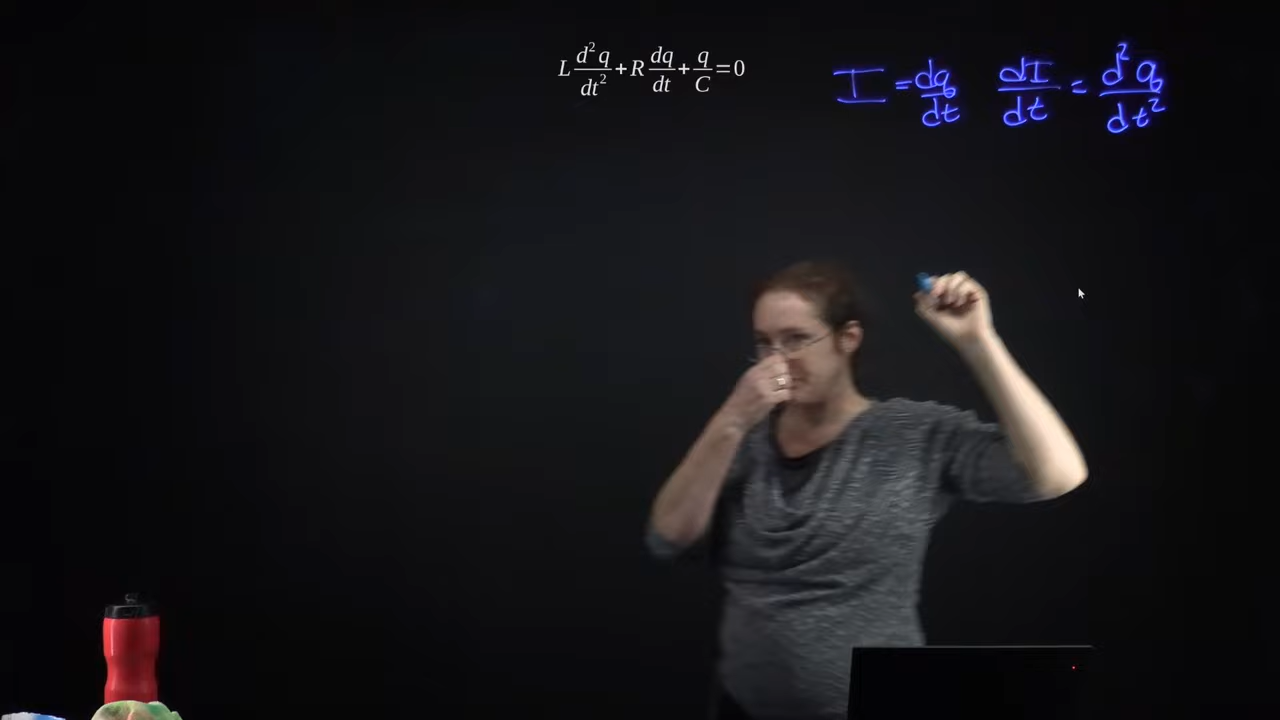 L d²q/dt² + R dq/dt + q/C = 0
I = dq/dt dI/dt = d²q/dt²